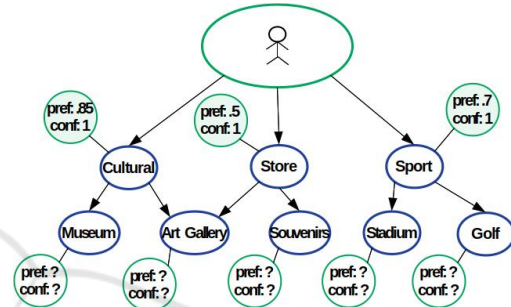 pref: .85
conf: 1
pref: .5
conf: 1
pref: .7
conf: 1
Cultural
Store
Sport
Museum
Art Gallery
Souvenirs
Stadium
Golf
pref: ?
conf: ?
pref: ?
conf: ?
pref: ?
conf: ?
pref: ?
conf: ?
pref: ?
conf: ?